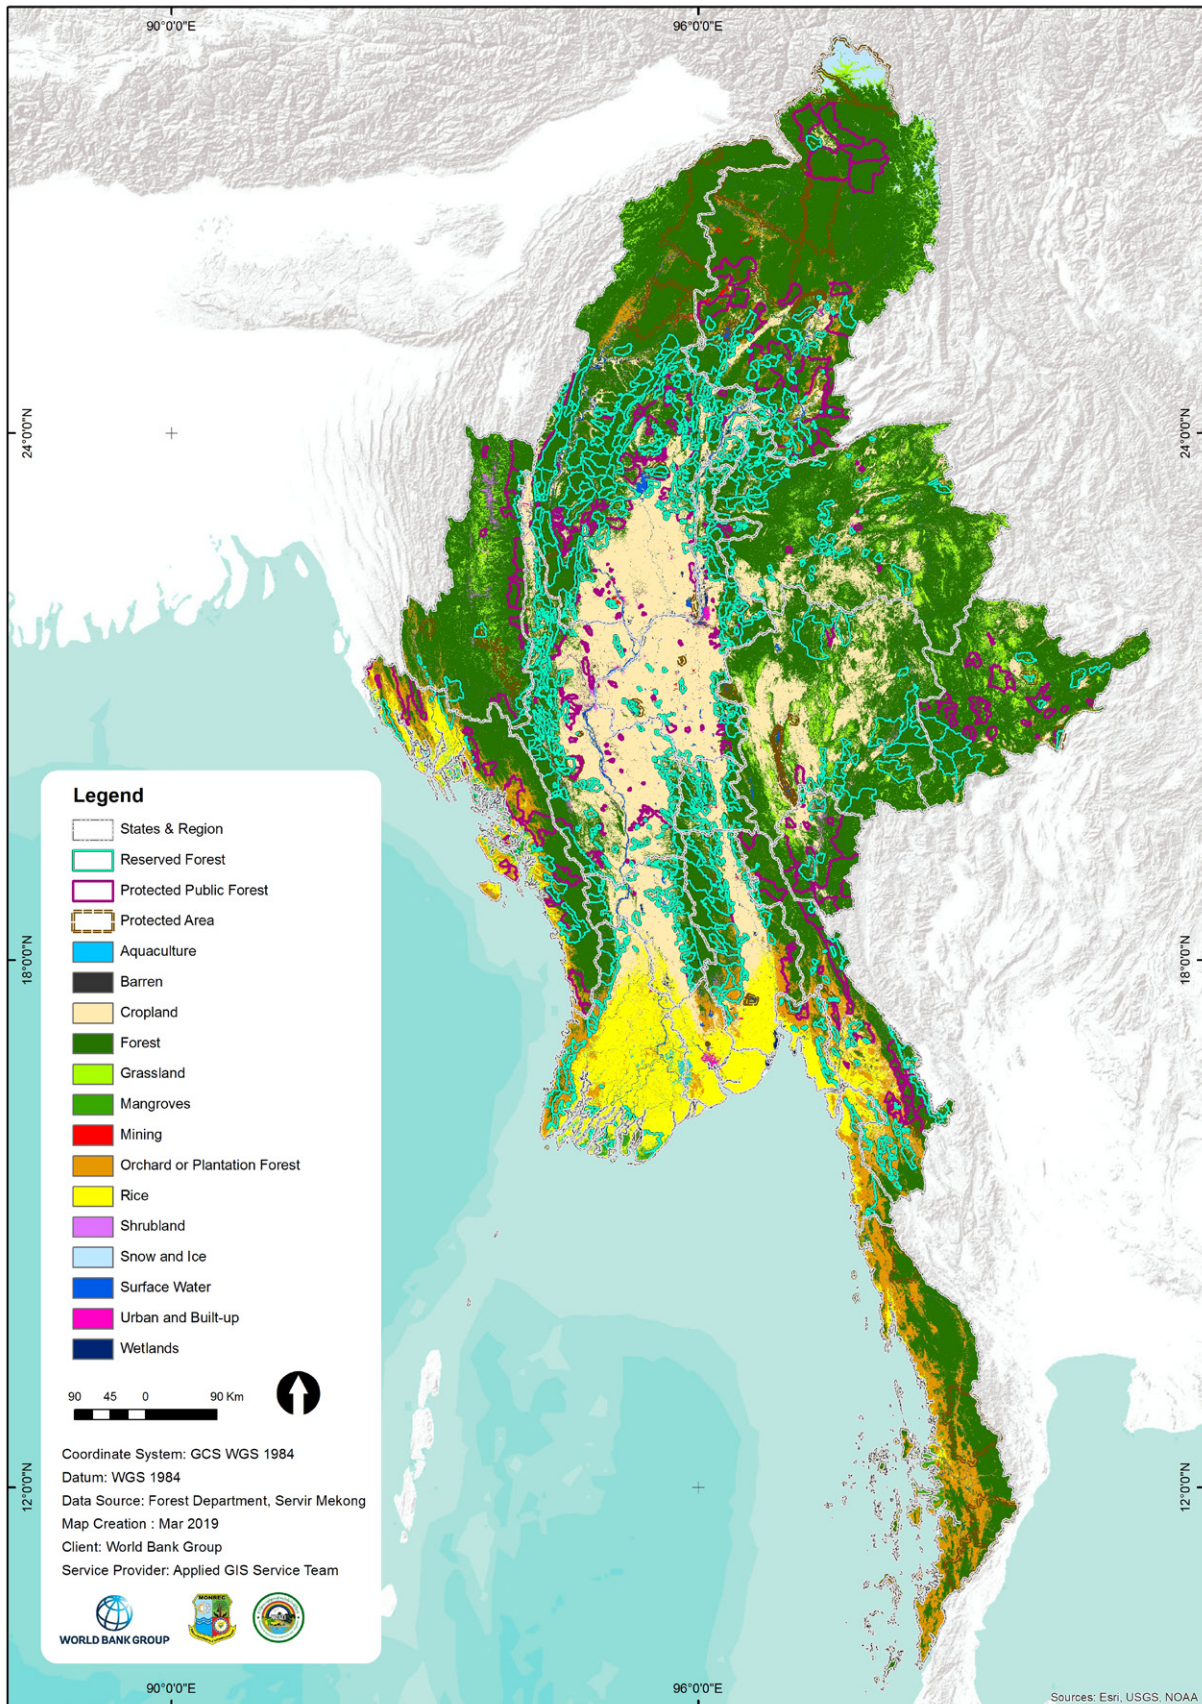 90°0'0"E
96°0'0"E
24°0'0"N
24°0'0"N
18°0'0"N
18°0'0"N
12°0'0"N
Legend
States & Region
Reserved Forest
Protected Public Forest
Protected Area
Aquaculture
Barren
Cropland
Forest
Grassland
Mangroves
Mining
Orchard or Plantation Forest
Rice
Shrubland
Snow and Ice
Surface Water
Urban and Built-up
Wetlands
90 45 0 90 Km
Coordinate System: GCS WGS 1984
Datum: WGS 1984
Data Source: Forest Department, Servir Mekong
Map Creation : Mar 2019
Client: World Bank Group
Service Provider: Applied GIS Service Team
MONREC
WORLD BANK GROUP
90°0'0"E
96°0'0"E
Sources: Esri, USGS, NOAA